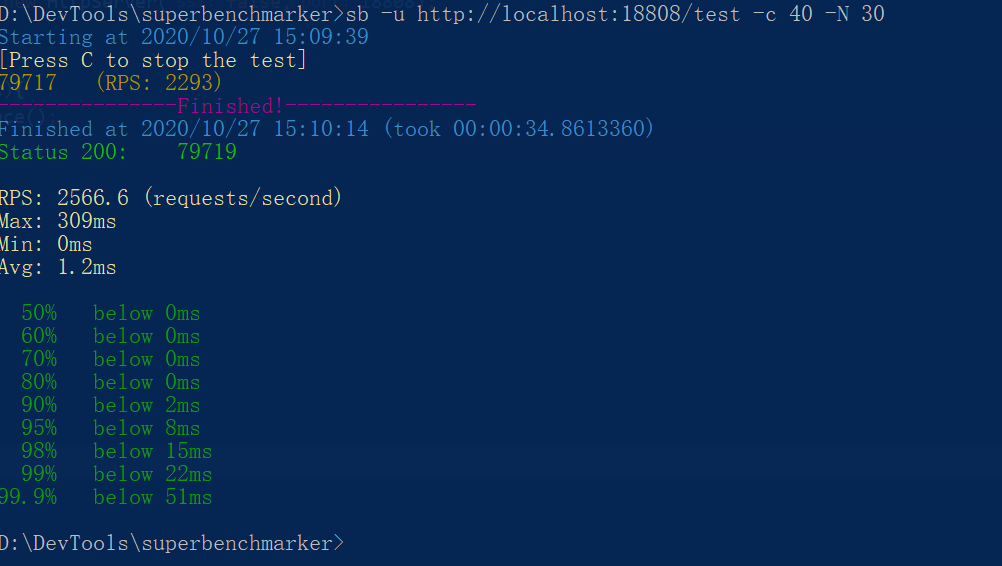 D:\DevTools\superbenchmarker>sb -u http://localhost:18808/test -c 40 -N 30
Starting at 2020/10/27 15:09:39
[Press C to stop the test]
79717   (RPS: 2293)
---------------Finished!----------------
Finished at 2020/10/27 15:10:14 (took 00:00:34.8613360)
Status 200:    79719
RPS: 2566.6 (requests/second)
Max: 309ms
Min: 0ms
Avg: 1.2ms
50%   below 0ms
60%   below 0ms
70%   below 0ms
80%   below 0ms
90%   below 2ms
95%   below 8ms
98%   below 15ms
99%   below 22ms
99.9%   below 51ms
D:\DevTools\superbenchmarker>